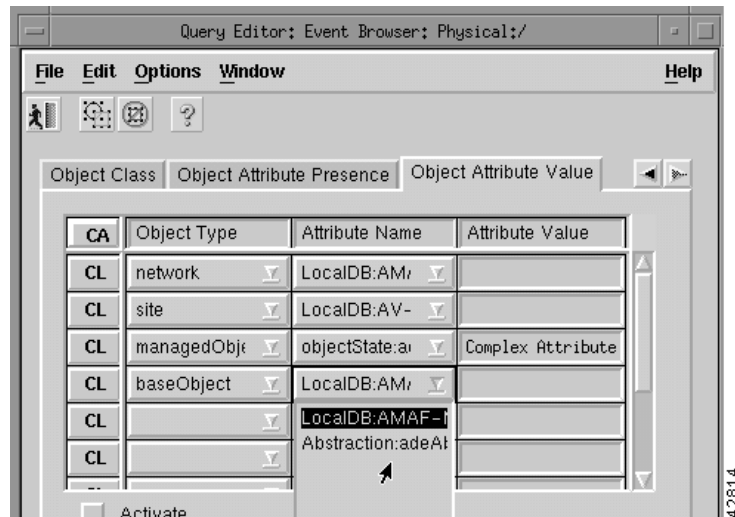 Query Editor: Event Browser: Physical:/
File Edit Options Window Help
Object Class Object Attribute Presence Object Attribute Value
CA Object Type Attribute Name Attribute Value
CL network LocalDB:AM
CL site LocalDB:AV-
CL managedObje objectState:a Complex Attribute
CL baseObject LocalDB:AM
CL LocalDB:AMAF-
CL Abstraction:adeA
Activate
42814